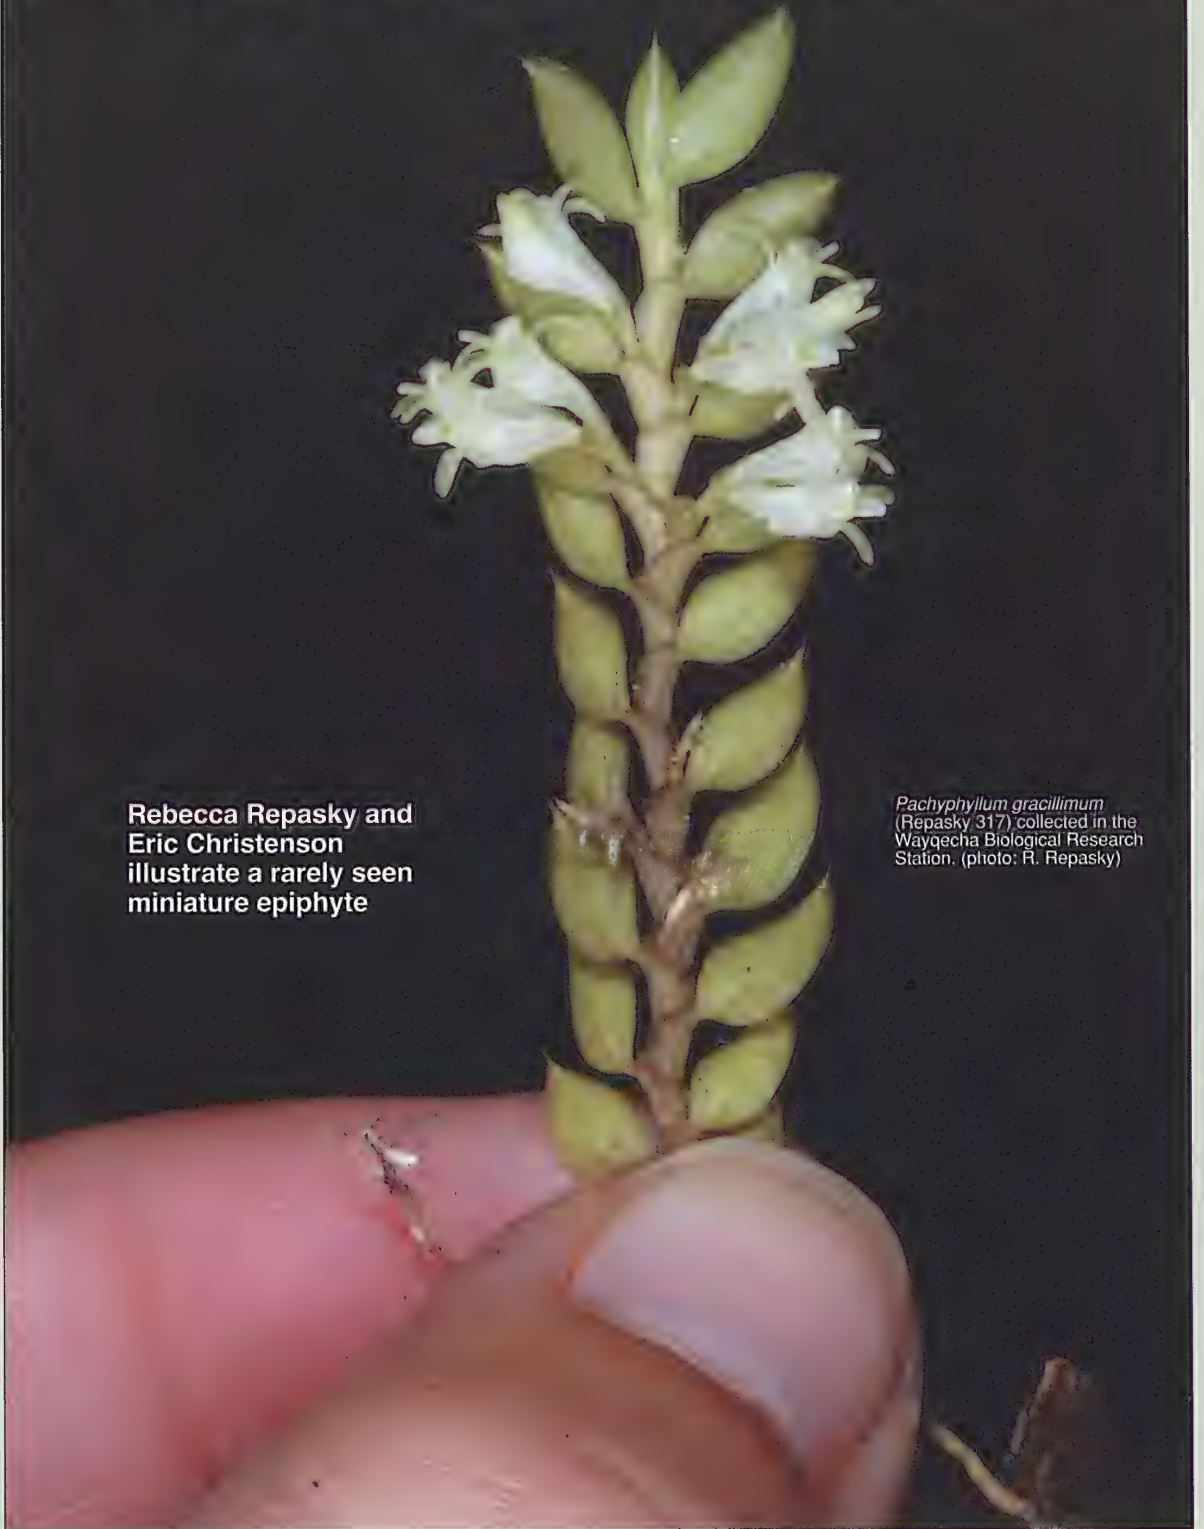 Rebecca Repasky and
Eric Christenson
illustrate a rarely seen
miniature epiphyte
Pachyphyllum gracillimum
(Repasky 317) collected in the
Wayqecha Biological Research
Station. (photo: R. Repasky)